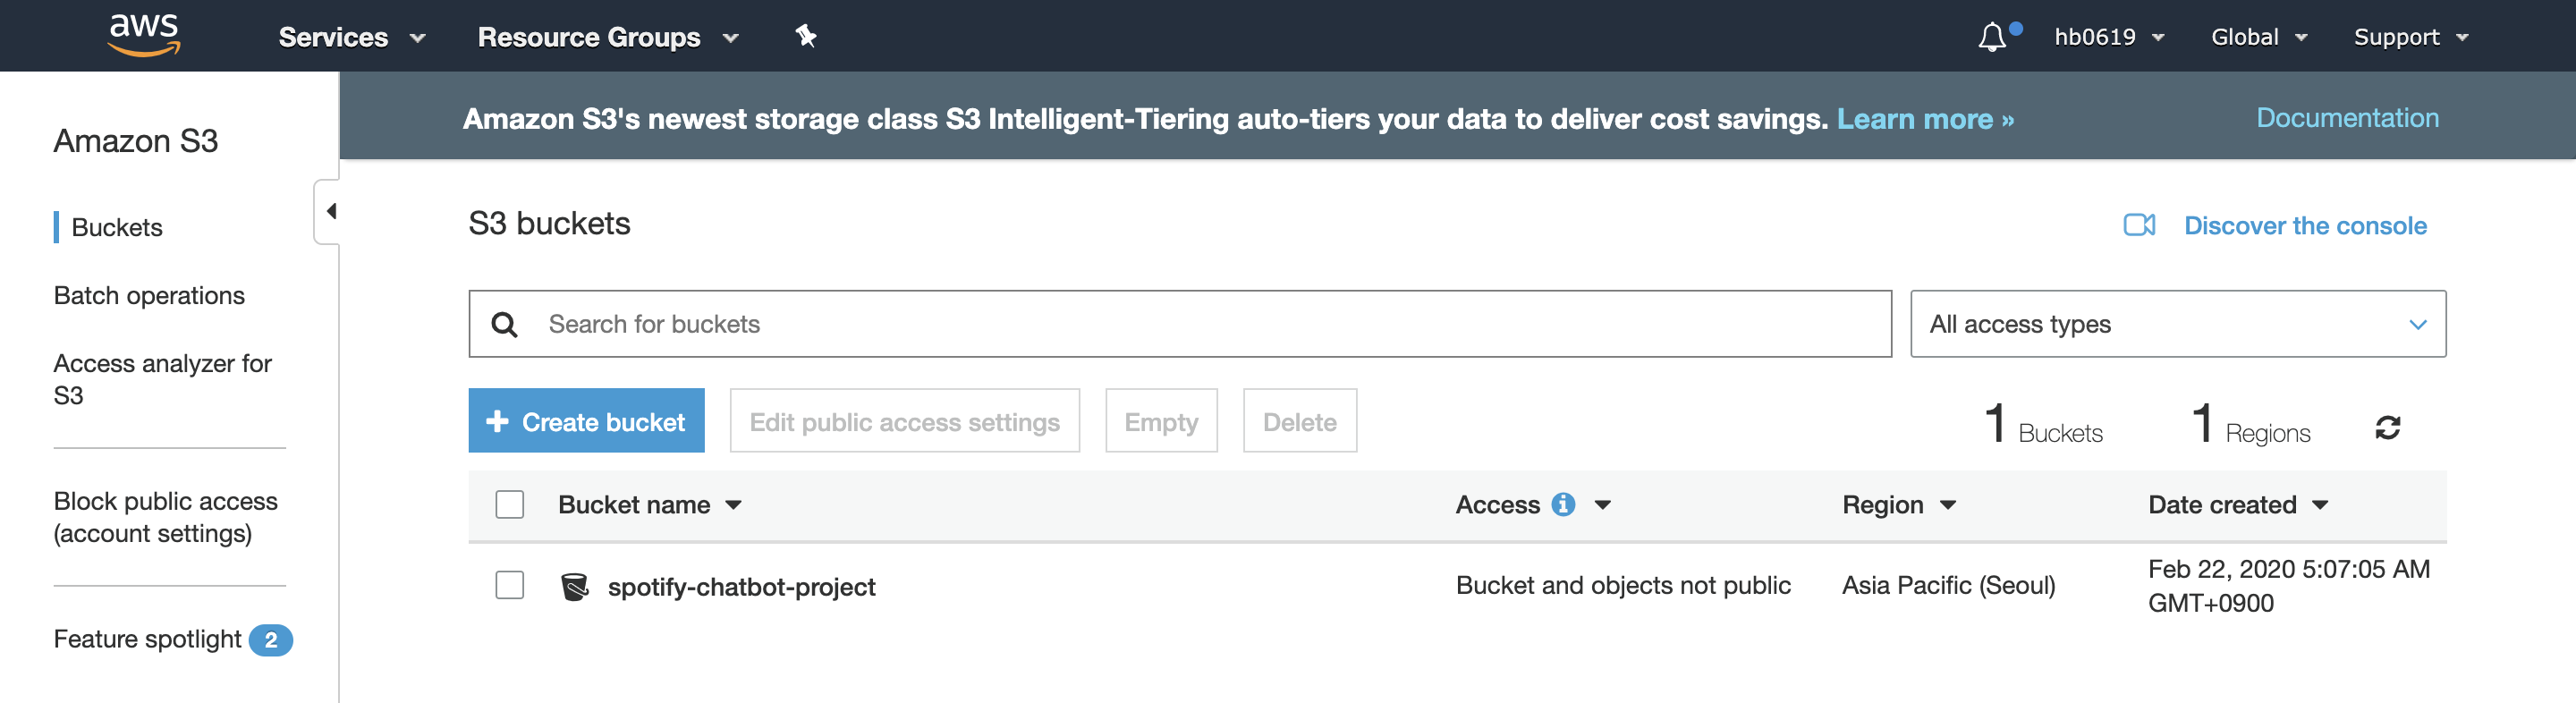 aws
Services
Resource Groups
hb0619
Global
Support
Amazon S3's newest storage class S3 Intelligent-Tiering auto-tiers your data to deliver cost savings. Learn more »
Documentation
Amazon S3
Buckets
Batch operations
Access analyzer for
S3
Block public access
(account settings)
Feature spotlight 2
S3 buckets
Discover the console
Search for buckets
All access types
Create bucket
Edit public access settings
Empty
Delete
1 Buckets
1 Regions
Bucket name
Access
Region
Date created
spotify-chatbot-project
Bucket and objects not public
Asia Pacific (Seoul)
Feb 22, 2020 5:07:05 AM
GMT+0900